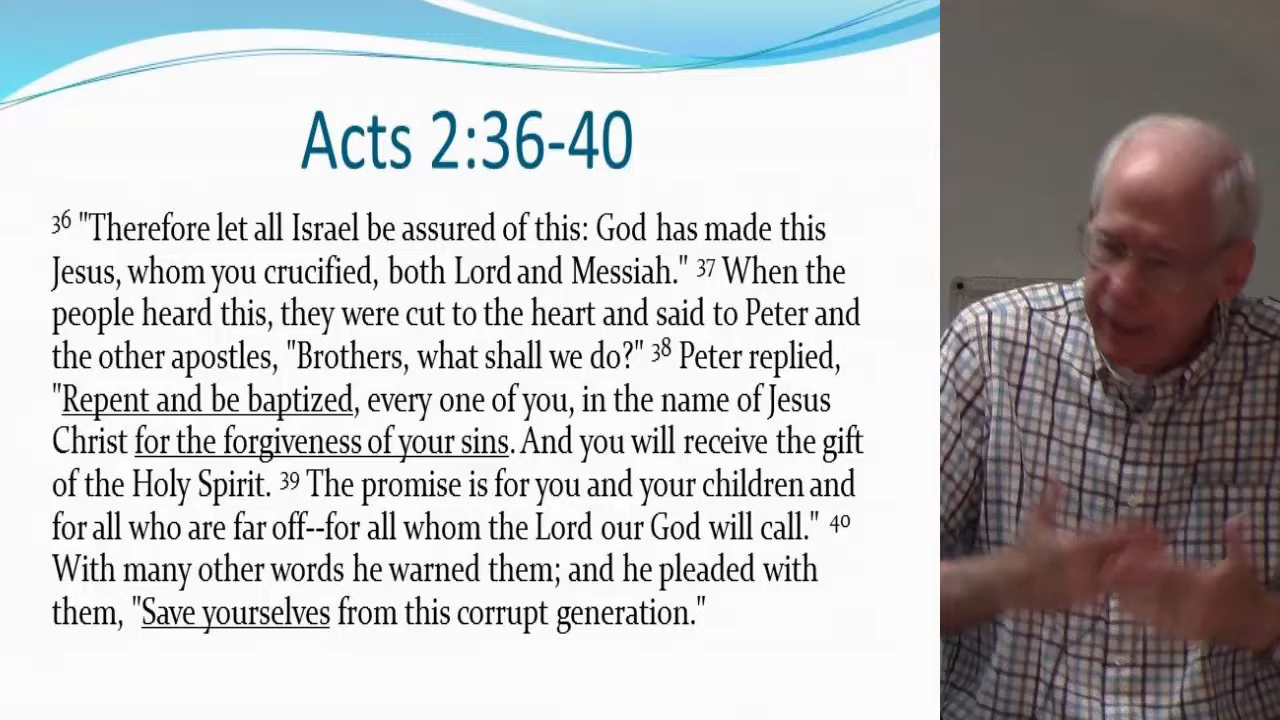 Acts 2:36-40
36 "Therefore let all Israel be assured of this: God has made this
Jesus, whom you crucified, both Lord and Messiah." 37 When the
people heard this, they were cut to the heart and said to Peter and
the other apostles, "Brothers, what shall we do?" 38 Peter replied,
"Repent and be baptized, every one of you, in the name of Jesus
Christ for the forgiveness of your sins. And you will receive the gift
of the Holy Spirit. 39 The promise is for you and your children and
for all who are far off--for all whom the Lord our God will call." 40
With many other words he warned them; and he pleaded with
them, "Save yourselves from this corrupt generation."